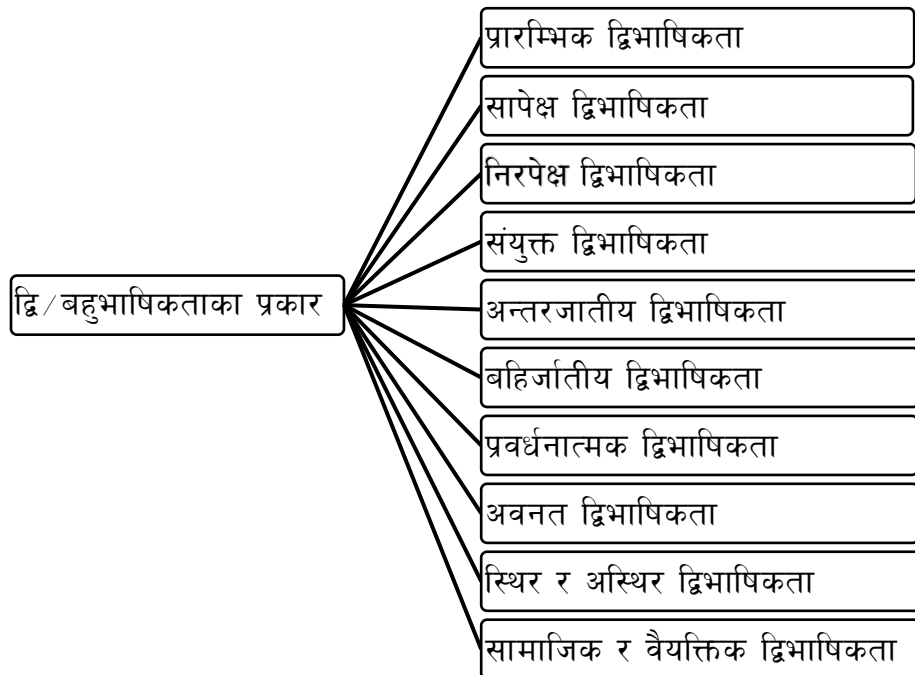 प्रारम्भिक द्विभाषिकता
सापेक्ष द्विभाषिकता
निरपेक्ष द्विभाषिकता
संयुक्त द्विभाषिकता
द्वि/बहुभाषिकताका प्रकार
अन्तरजातीय द्विभाषिकता
बहिर्जातीय द्विभाषिकता
प्रवर्धनात्मक द्विभाषिकता
अवनत द्विभाषिकता
स्थिर र अस्थिर द्विभाषिकता
सामाजिक र वैयक्तिक द्विभाषिकता